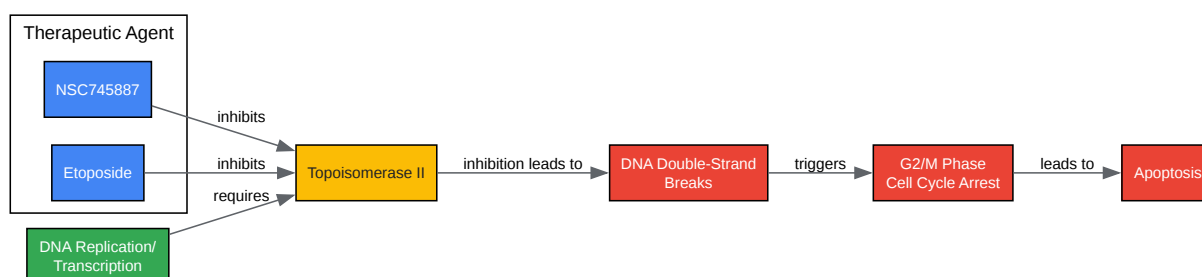 Therapeutic Agent
NSC745887
inhibits
Etoposide
inhibits
Topoisomerase II
inhibition leads to
DNA Double-Strand
Breaks
triggers
G2/M Phase
Cell Cycle Arrest
leads to
Apoptosis
requires
DNA Replication/
Transcription